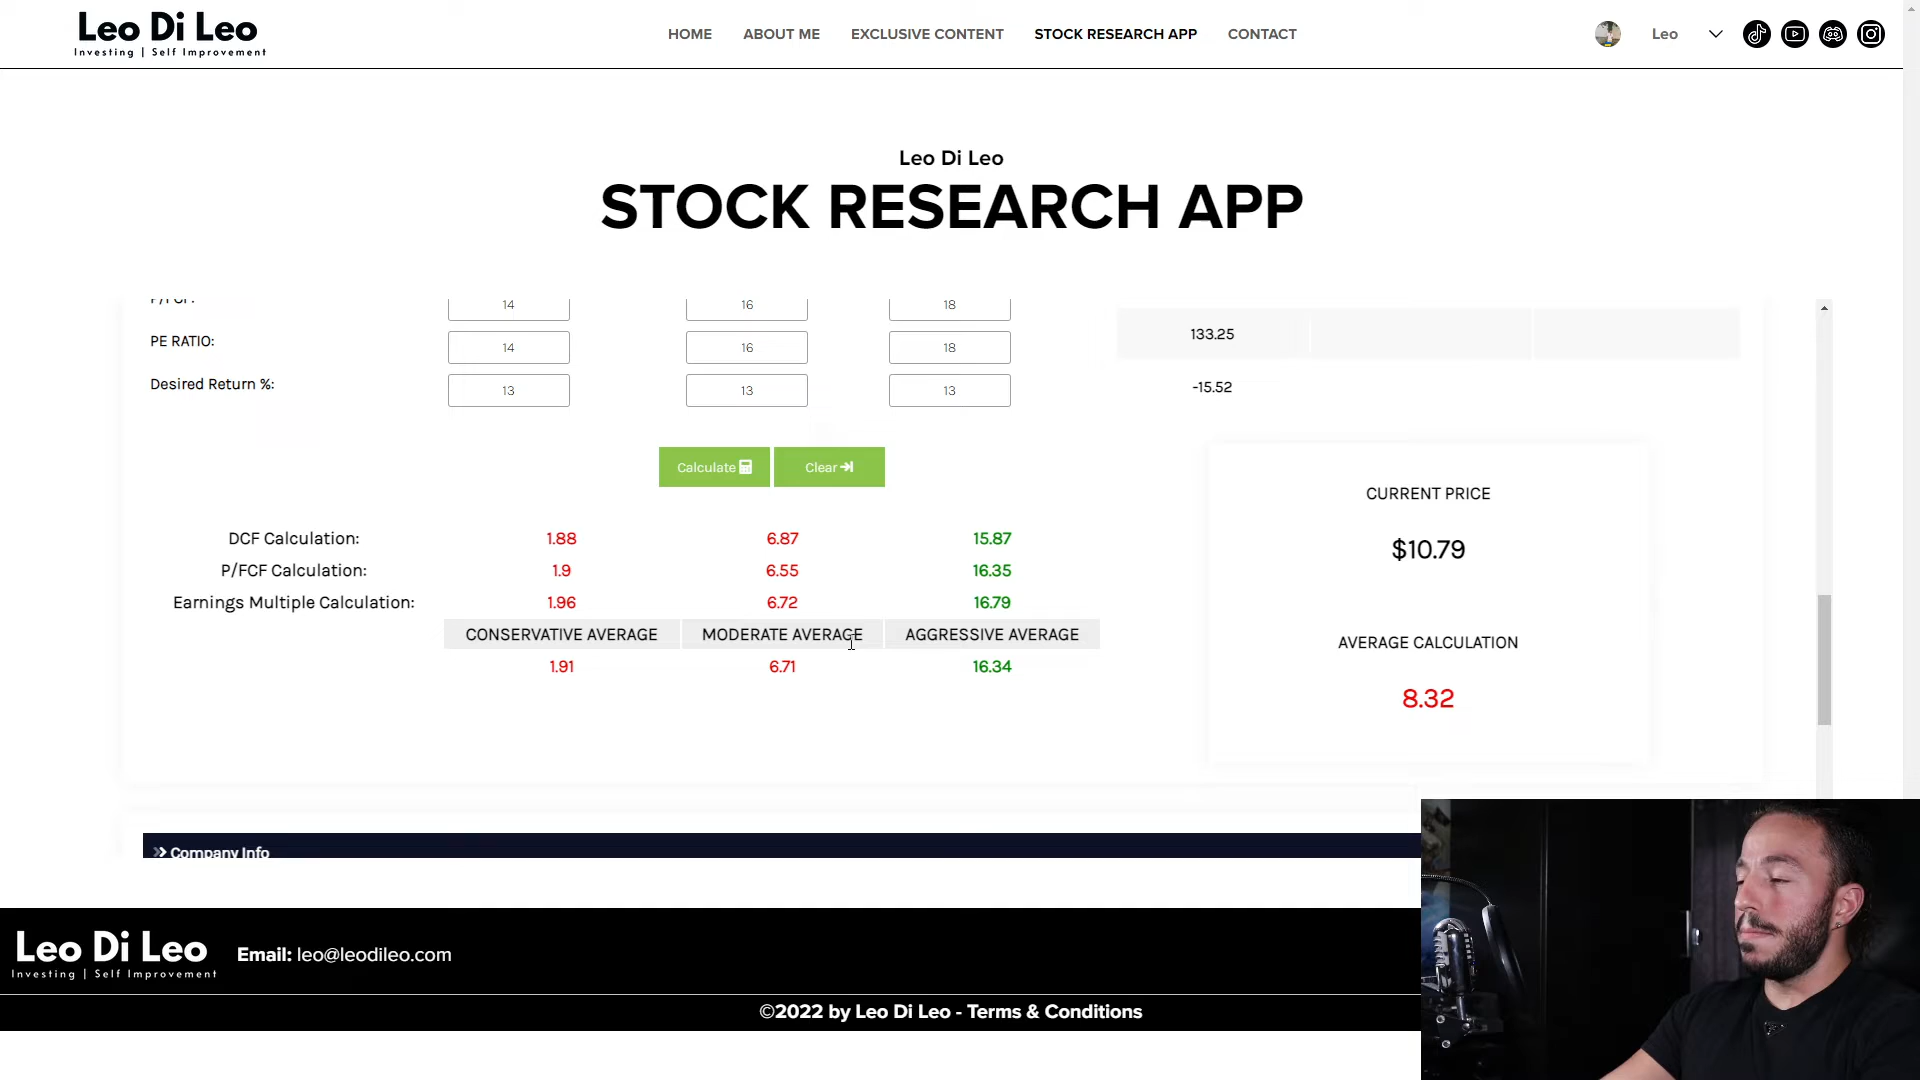 Leo Di Leo
Investing | Self Improvement
HOME
ABOUT ME
EXCLUSIVE CONTENT
STOCK RESEARCH APP
CONTACT
Leo
Leo Di Leo
STOCK RESEARCH APP
P/FCF:
14
16
18
PE RATIO:
14
16
18
Desired Return %:
13
13
13
133.25
-15.52
Calculate
Clear
DCF Calculation:
1.88
6.87
15.87
P/FCF Calculation:
1.9
6.55
16.35
Earnings Multiple Calculation:
1.96
6.72
16.79
CONSERVATIVE AVERAGE
MODERATE AVERAGE
AGGRESSIVE AVERAGE
1.91
6.71
16.34
CURRENT PRICE
$10.79
AVERAGE CALCULATION
8.32
Company Info
Leo Di Leo
Investing | Self Improvement
Email: leo@leodileo.com
©2022 by Leo Di Leo - Terms & Conditions